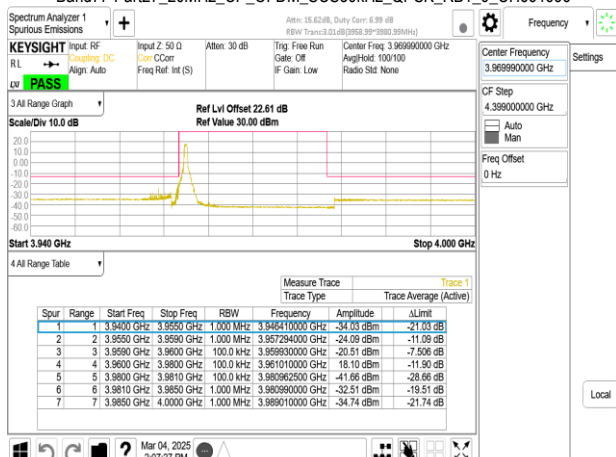 Spectrum Analyzer 1
Spurious Emissions
+
Attn: 15.62dB, Duty Corr: 6.99 dB
RBW Trans:3.01dB(3958.99~3980.99MHz)
Frequency
KEYSIGHT Input: RF Input Z: 50 Ω Atten: 30 dB Trig: Free Run Center Freq: 3.969990000 GHz
RL Coupling: DC Corr CCorr Gate: Off Avg|Hold: 100/100
Align: Auto Freq Ref: Int (S) IF Gain: Low Radio Std: None
PASS
Center Frequency
3.969990000 GHz
Settings
CF Step
4.399000000 GHz
Auto
Man
Freq Offset
0 Hz
3 All Range Graph
Ref Lvl Offset 22.61 dB
Scale/Div 10.0 dB Ref Value 30.00 dBm
20.0
10.0
0.00
-10.0
-20.0
-30.0
-40.0
-50.0
-60.0
Start 3.940 GHz Stop 4.000 GHz
4 All Range Table
Measure Trace Trace 1
Trace Type Trace Average (Active)
Spur Range Start Freq Stop Freq RBW Frequency Amplitude ΔLimit
1 1 3.9400 GHz 3.9550 GHz 1.000 MHz 3.946410000 GHz -34.03 dBm -21.03 dB
2 2 3.9550 GHz 3.9590 GHz 1.000 MHz 3.957294000 GHz -24.09 dBm -11.09 dB
3 3 3.9590 GHz 3.9600 GHz 100.0 kHz 3.959930000 GHz -20.51 dBm -7.506 dB
4 4 3.9600 GHz 3.9800 GHz 100.0 kHz 3.961010000 GHz 18.10 dBm -11.90 dB
5 5 3.9800 GHz 3.9810 GHz 100.0 kHz 3.980962500 GHz -41.66 dBm -28.66 dB
6 6 3.9810 GHz 3.9850 GHz 1.000 MHz 3.980990000 GHz -32.51 dBm -19.51 dB
7 7 3.9850 GHz 4.0000 GHz 1.000 MHz 3.989010000 GHz -34.74 dBm -21.74 dB
Local
?
Mar 04, 2025